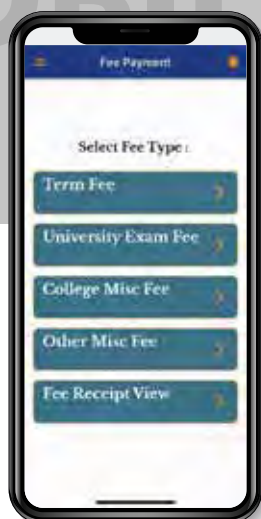 Fee Payment
Select Fee Type :
Term Fee
University Exam Fee
College Misc Fee
Other Misc Fee
Fee Receipt View